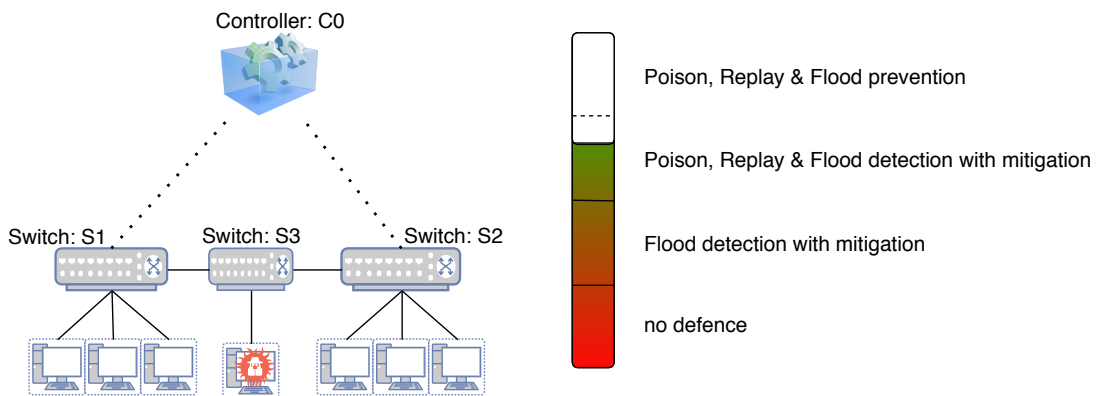 Controller: C0
Switch: S1
Switch: S3
Switch: S2
Poison, Replay & Flood prevention
Poison, Replay & Flood detection with mitigation
Flood detection with mitigation
no defence